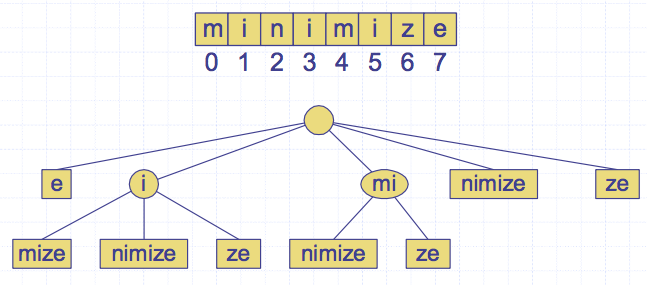 m i n i m i z e
0 1 2 3 4 5 6 7
e i mi nimize ze
mize nimize ze nimize ze